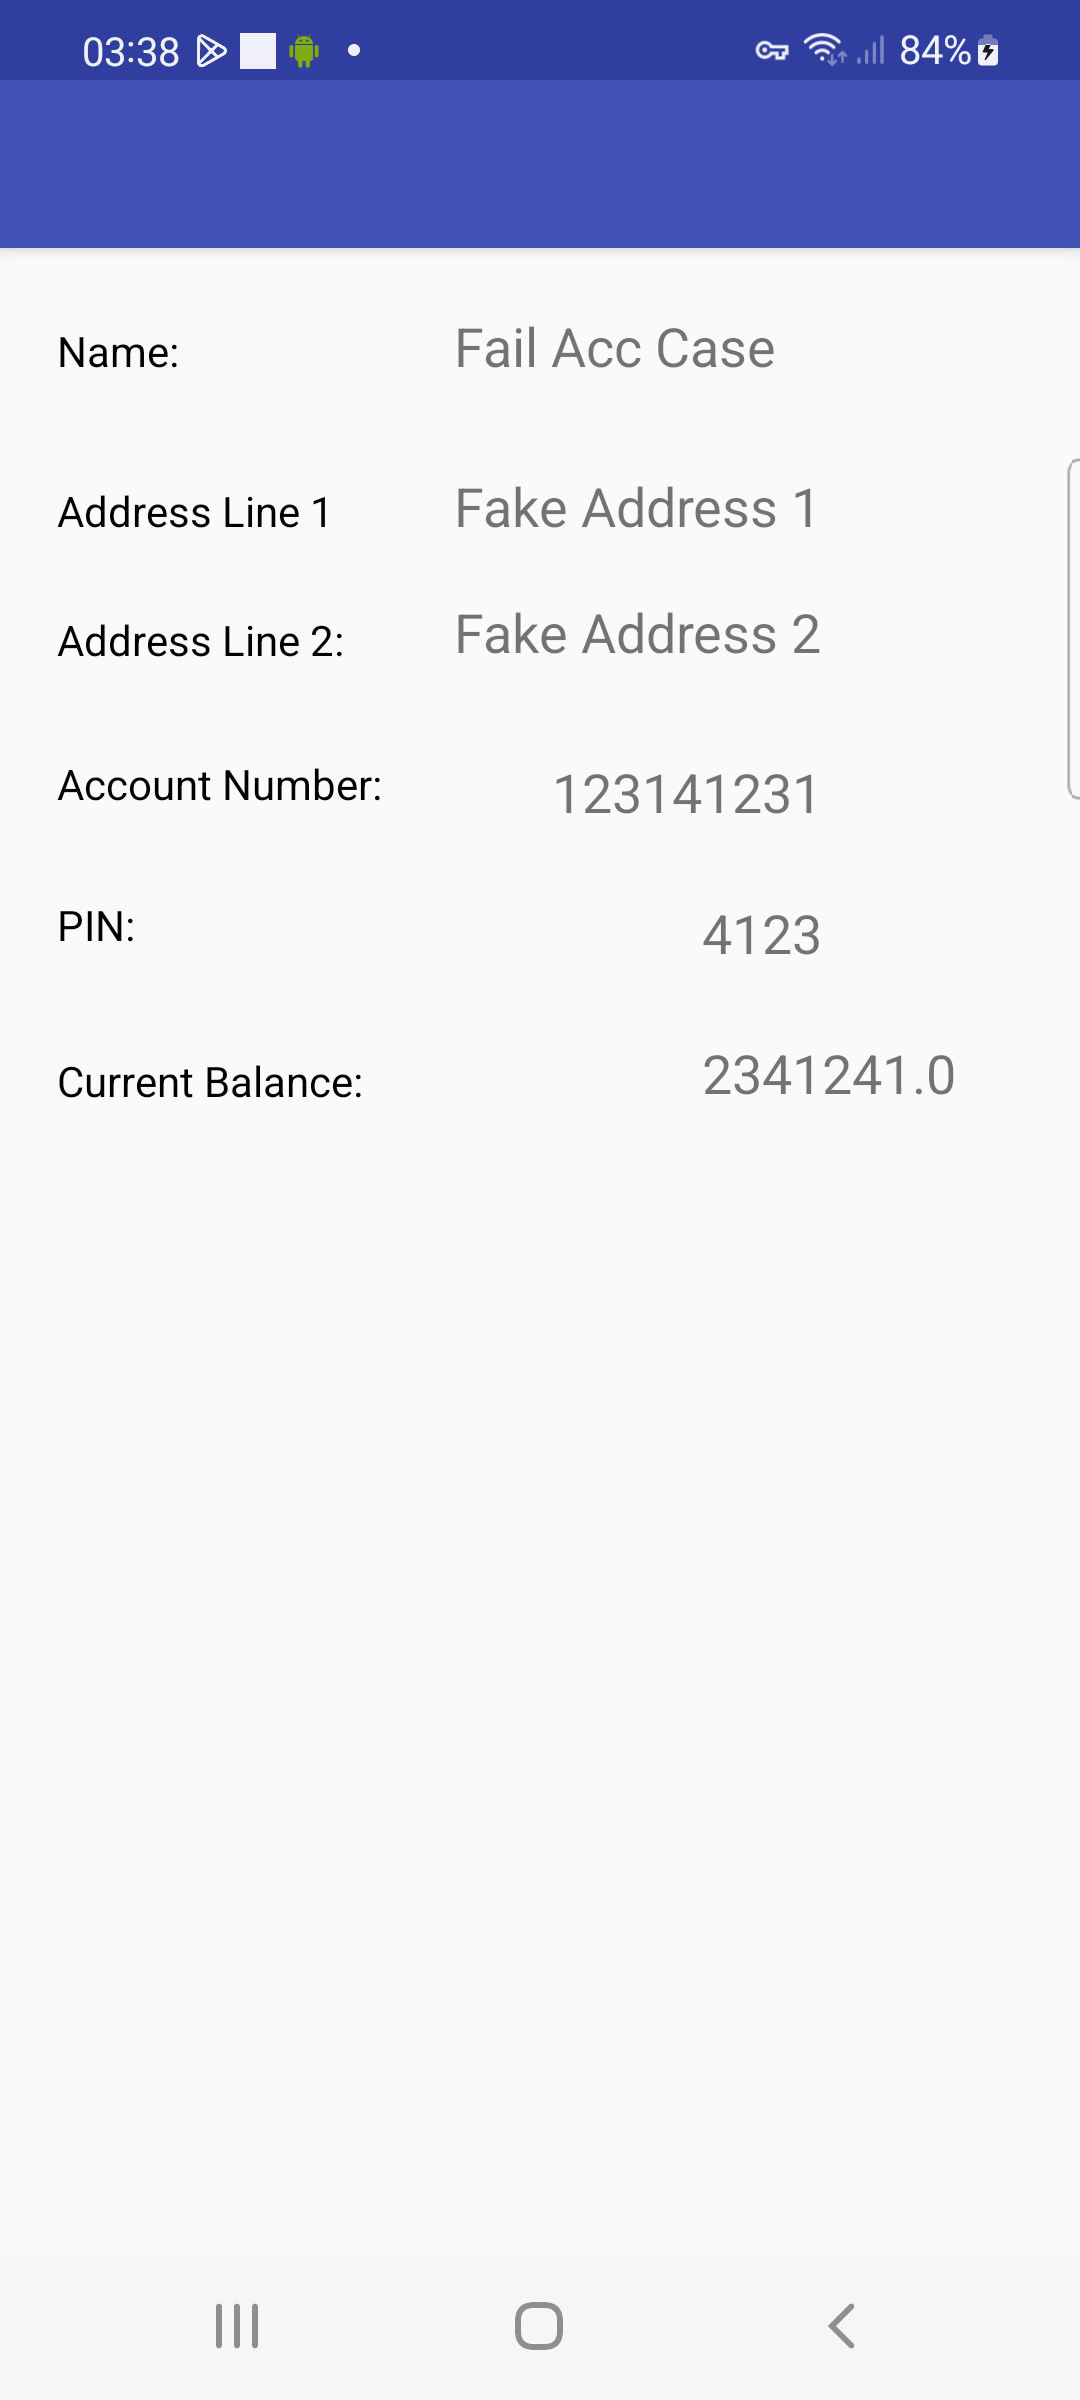 03:38 84%
Name: Fail Acc Case
Address Line 1 Fake Address 1
Address Line 2: Fake Address 2
Account Number: 123141231
PIN: 4123
Current Balance: 2341241.0